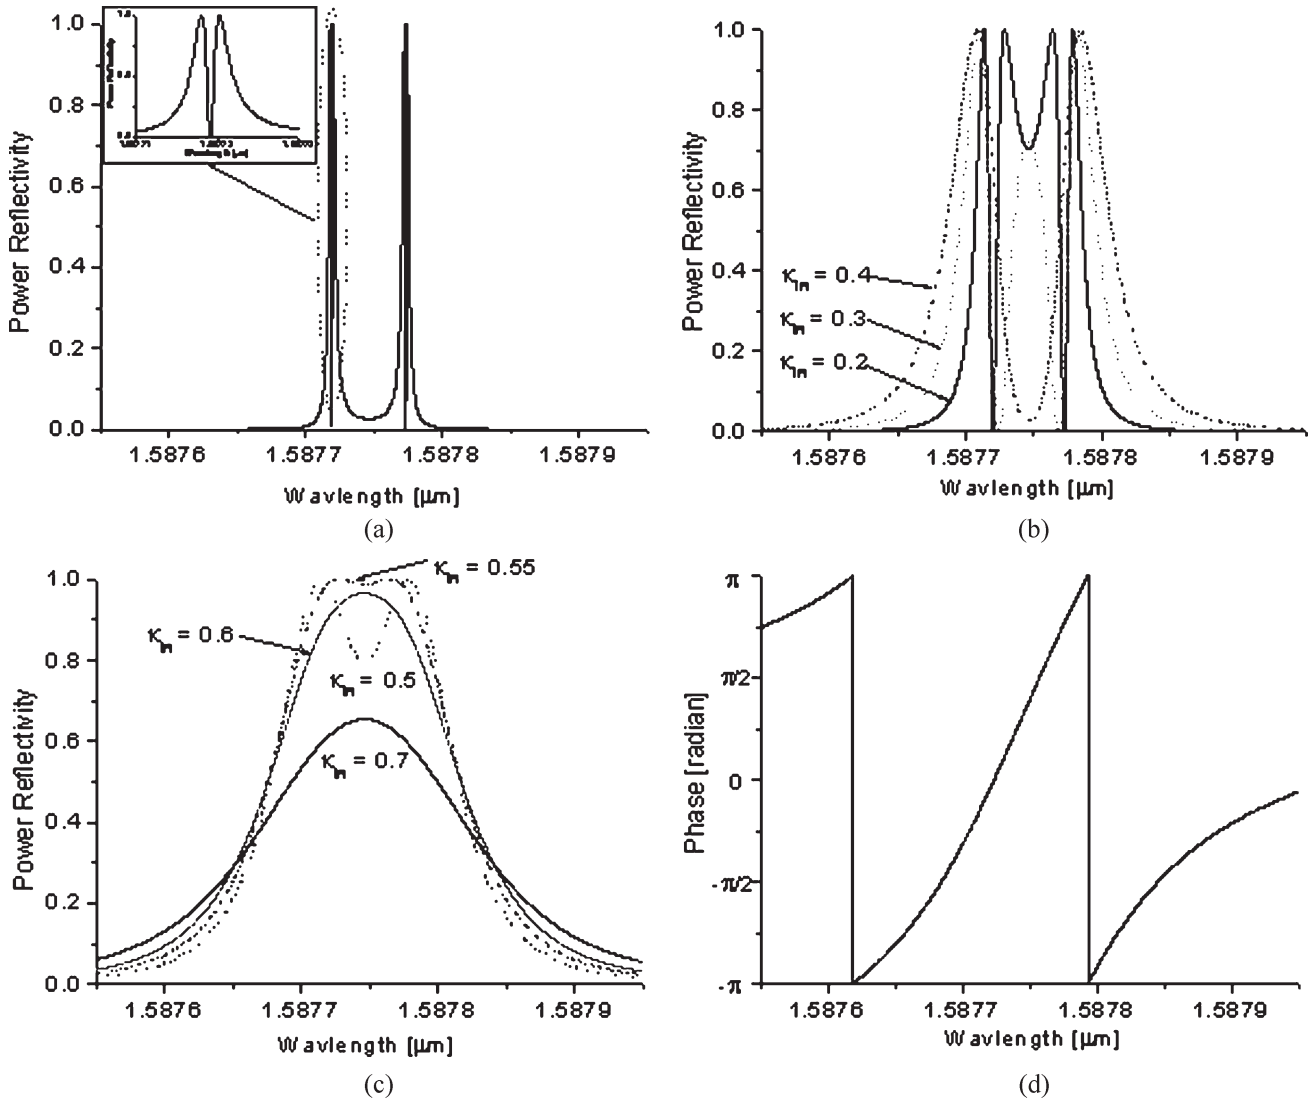 1.0
0.8
0.6
0.4
0.2
0.0
Power Reflectivity
1.5876 1.5877 1.5878 1.5879
Wavlength [μm]
(a)
1.0
0.8
0.6
0.4
0.2
0.0
Power Reflectivity
κin = 0.4
κin = 0.3
κin = 0.2
1.5876 1.5877 1.5878 1.5879
Wavlength [μm]
(b)
1.0
0.8
0.6
0.4
0.2
0.0
Power Reflectivity
κin = 0.55
κin = 0.6
κin = 0.5
κin = 0.7
1.5876 1.5877 1.5878 1.5879
Wavlength [μm]
(c)
π
π/2
0
-π/2
-π
Phase [radian]
1.5876 1.5877 1.5878 1.5879
Wavlength [μm]
(d)